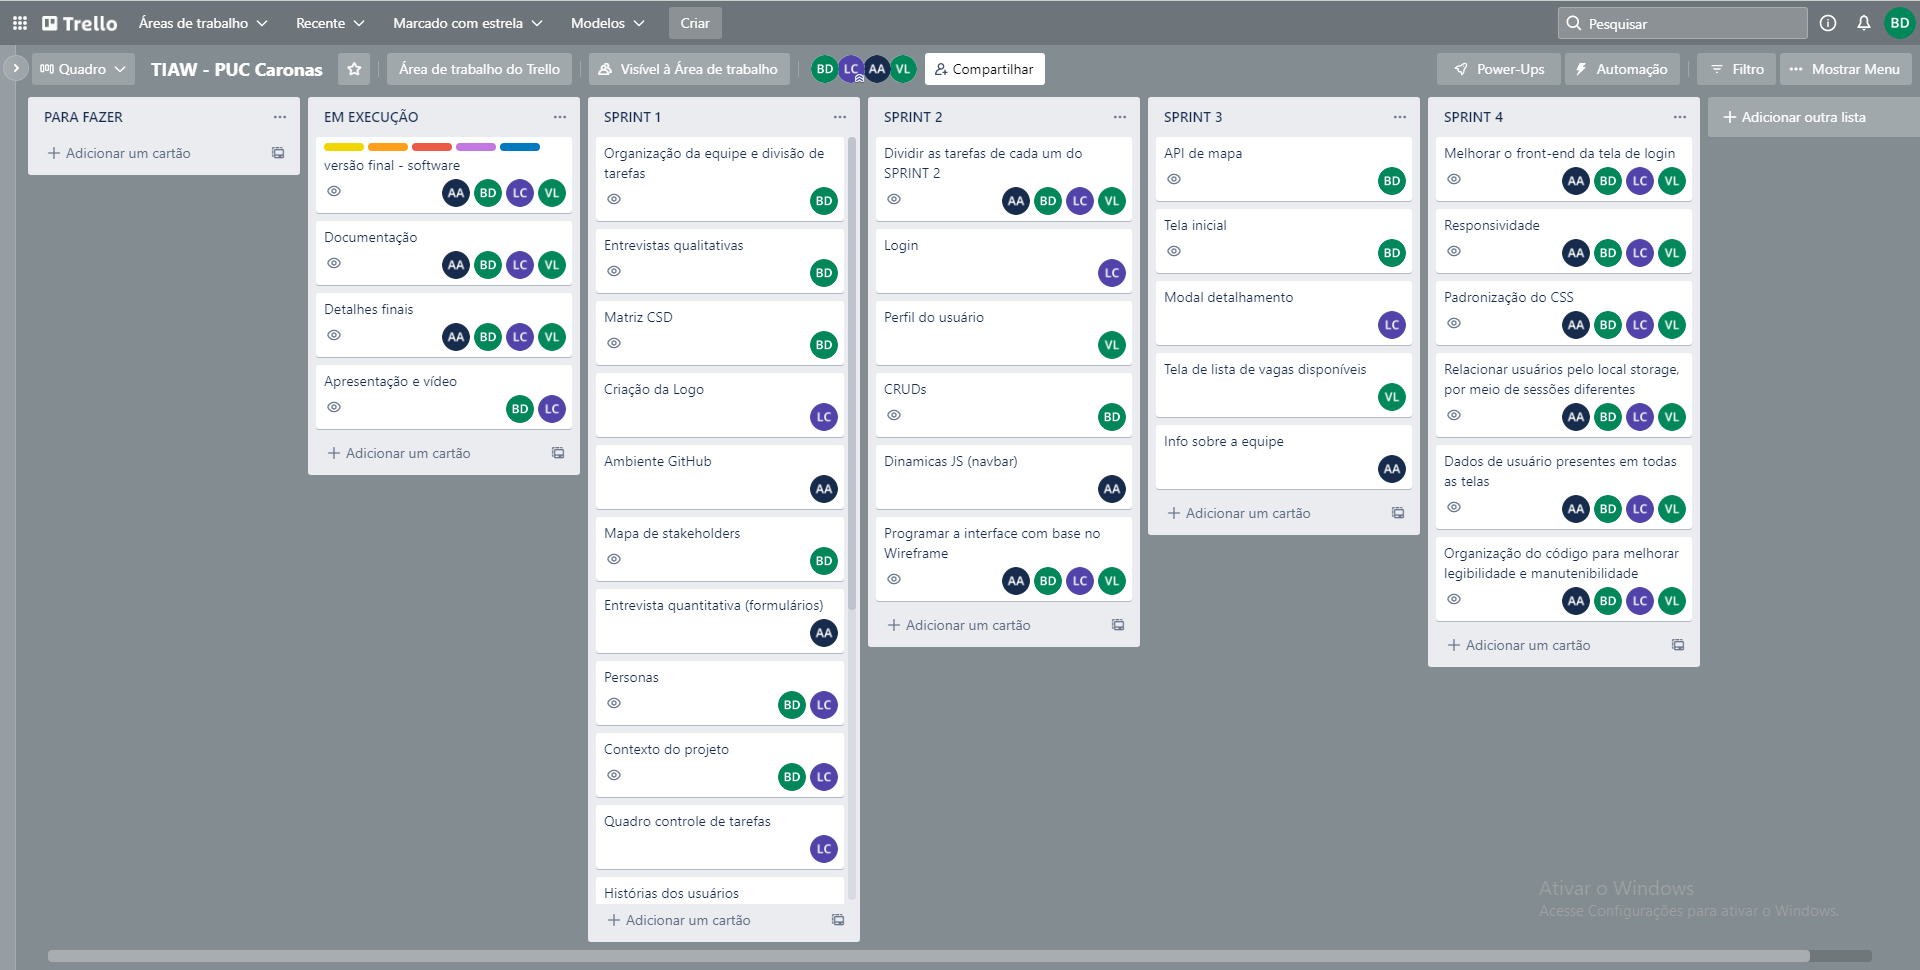 Trello
Áreas de trabalho
Recente
Marcado com estrela
Modelos
Criar
Pesquisar
BD
Quadro
TIAW - PUC Caronas
Área de trabalho do Trello
Visível à Área de trabalho
BD LC AA VL
Compartilhar
Power-Ups
Automação
Filtro
Mostrar Menu
PARA FAZER
Adicionar um cartão
EM EXECUÇÃO
versão final - software
AA BD LC VL
Documentação
AA BD LC VL
Detalhes finais
AA BD LC VL
Apresentação e vídeo
BD LC
Adicionar um cartão
SPRINT 1
Organização da equipe e divisão de
tarefas
BD
Entrevistas qualitativas
BD
Matriz CSD
BD
Criação da Logo
LC
Ambiente GitHub
AA
Mapa de stakeholders
BD
Entrevista quantitativa (formulários)
AA
Personas
BD LC
Contexto do projeto
BD LC
Quadro controle de tarefas
LC
Histórias dos usuários
Adicionar um cartão
SPRINT 2
Dividir as tarefas de cada um do
SPRINT 2
AA BD LC VL
Login
LC
Perfil do usuário
VL
CRUDs
BD
Dinamicas JS (navbar)
AA
Programar a interface com base no
Wireframe
AA BD LC VL
Adicionar um cartão
SPRINT 3
API de mapa
BD
Tela inicial
BD
Modal detalhamento
LC
Tela de lista de vagas disponíveis
VL
Info sobre a equipe
AA
Adicionar um cartão
SPRINT 4
Melhorar o front-end da tela de login
AA BD LC VL
Responsividade
AA BD LC VL
Padronização do CSS
AA BD LC VL
Relacionar usuários pelo local storage,
por meio de sessões diferentes
AA BD LC VL
Dados de usuário presentes em todas
as telas
AA BD LC VL
Organização do código para melhorar
legibilidade e manutenibilidade
AA BD LC VL
Adicionar um cartão
Adicionar outra lista
Ativar o Windows
Acesse Configurações para ativar o Windows.